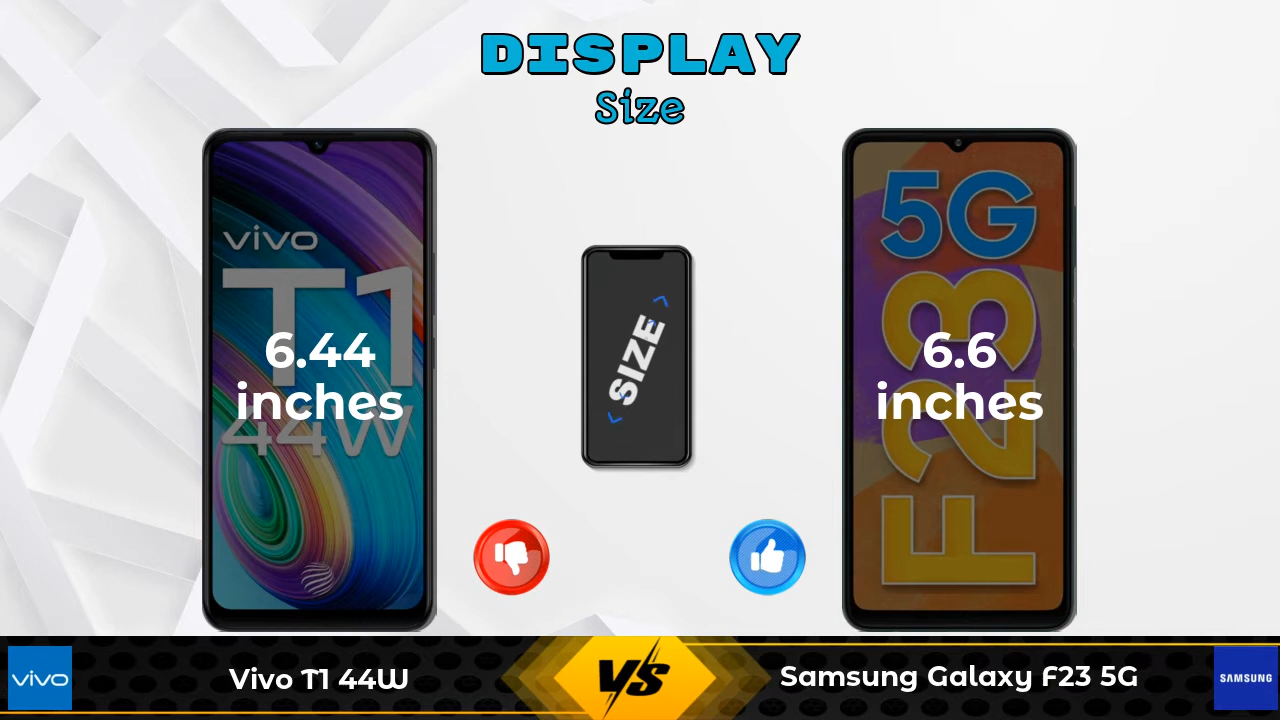 DISPLAY
Size
vivo
T1
44W
6.44
inches
SIZE
5G
F23
6.6
inches
vivo
Vivo T1 44W
VS
Samsung Galaxy F23 5G
SAMSUNG